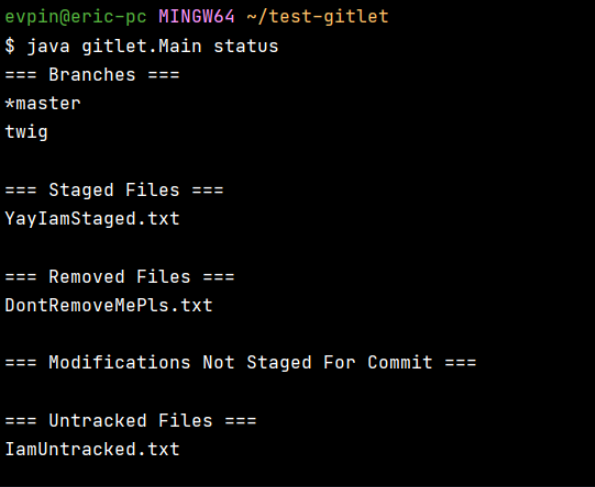 evpin@eric-pc MINGW64 ~/test-gitlet
$ java gitlet.Main status
=== Branches ===
*master
twig
=== Staged Files ===
YayIamStaged.txt
=== Removed Files ===
DontRemoveMePls.txt
=== Modifications Not Staged For Commit ===
=== Untracked Files ===
IamUntracked.txt